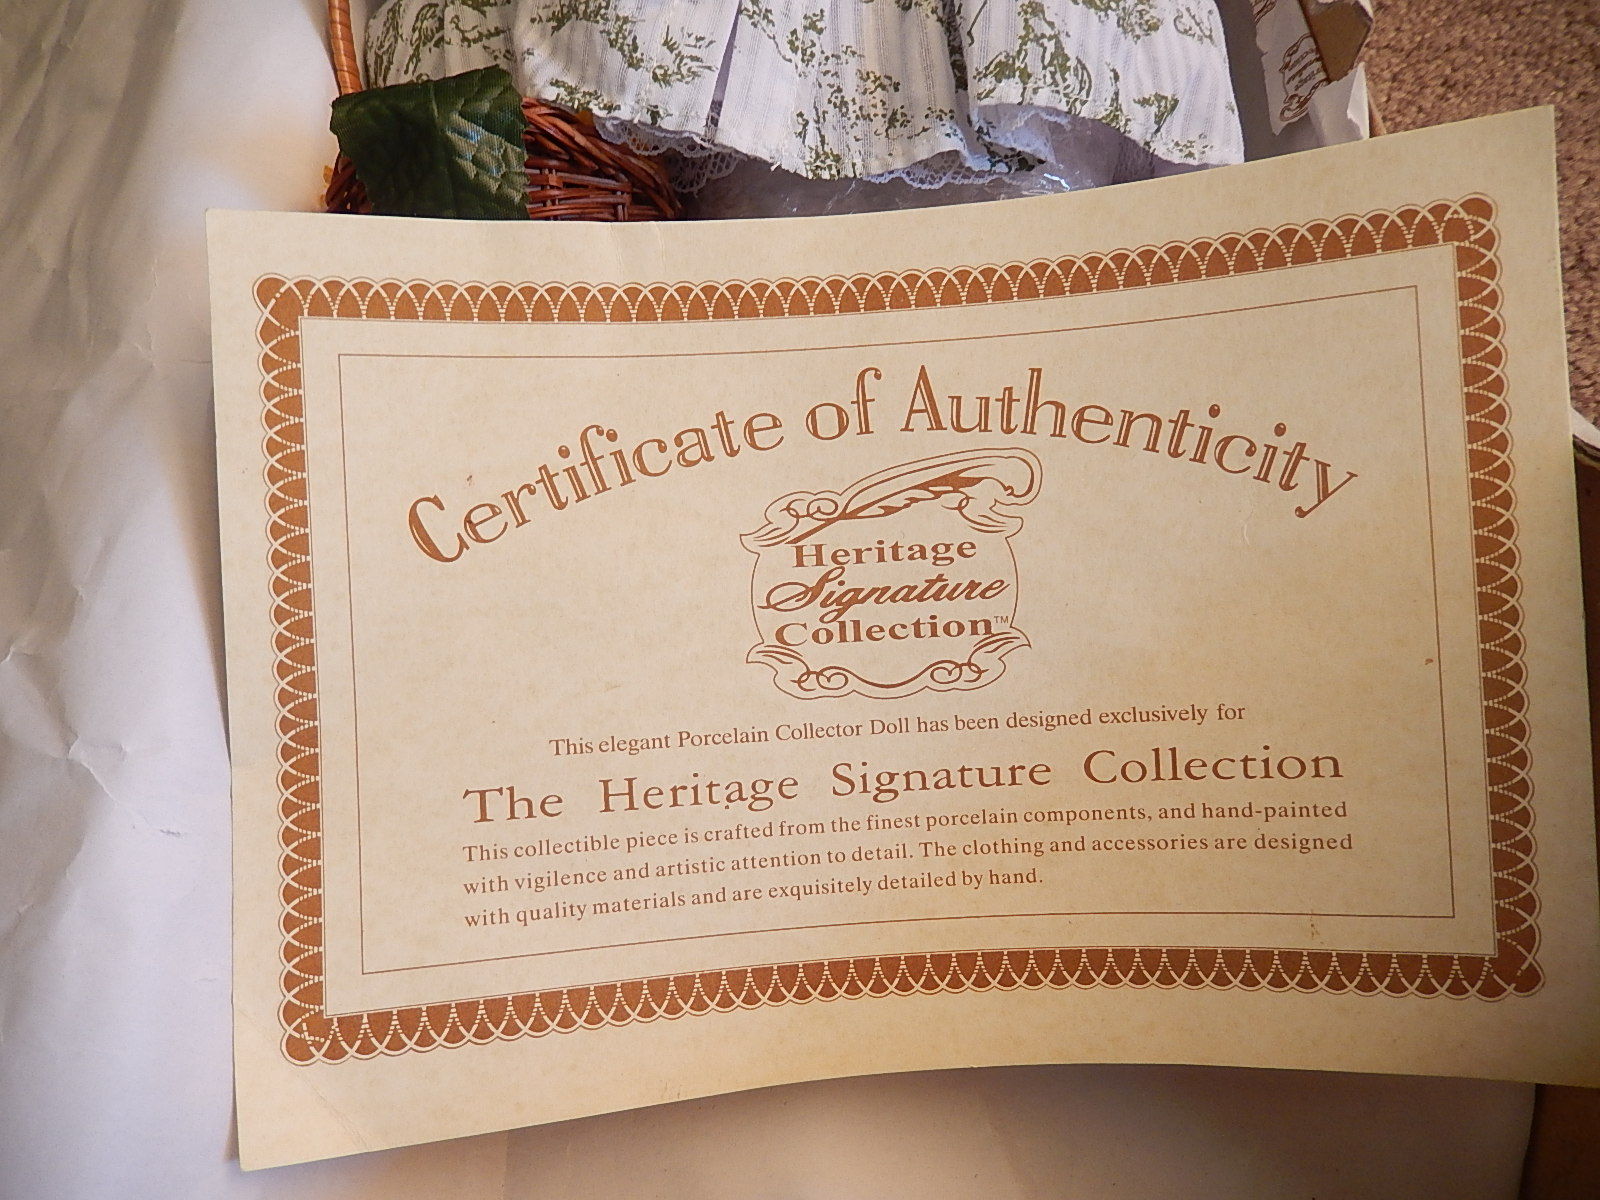 Certificate of Authenticity
Heritage
Signature
Collection™
This elegant Porcelain Collector Doll has been designed exclusively for
The Heritage Signature Collection
This collectible piece is crafted from the finest porcelain components, and hand-painted
with vigilence and artistic attention to detail. The clothing and accessories are designed
with quality materials and are exquisitely detailed by hand.